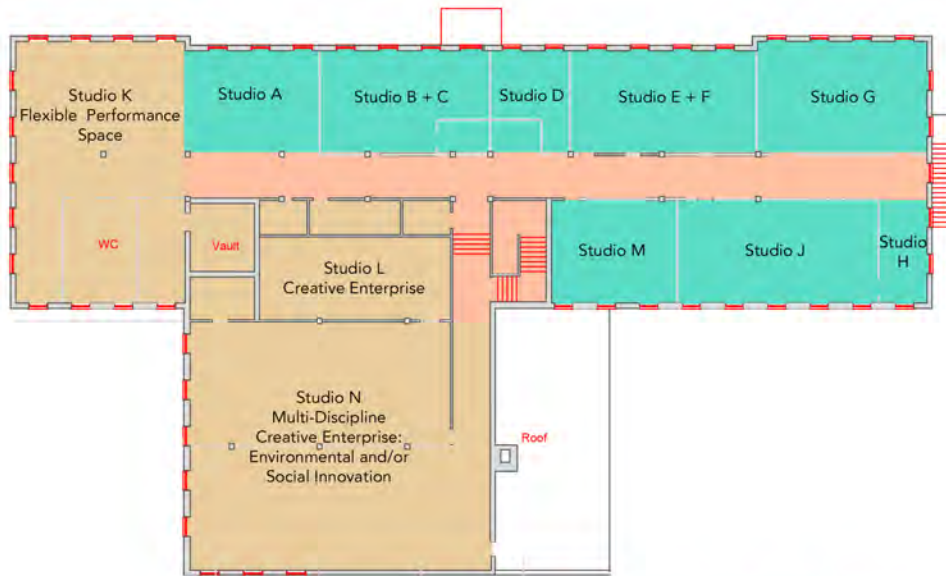 Studio K
Flexible Performance
Space
Studio A
Studio B + C
Studio D
Studio E + F
Studio G
WC
Vault
Studio L
Creative Enterprise
Studio M
Studio J
Studio
H
Studio N
Multi-Discipline
Creative Enterprise:
Environmental and/or
Social Innovation
Roof